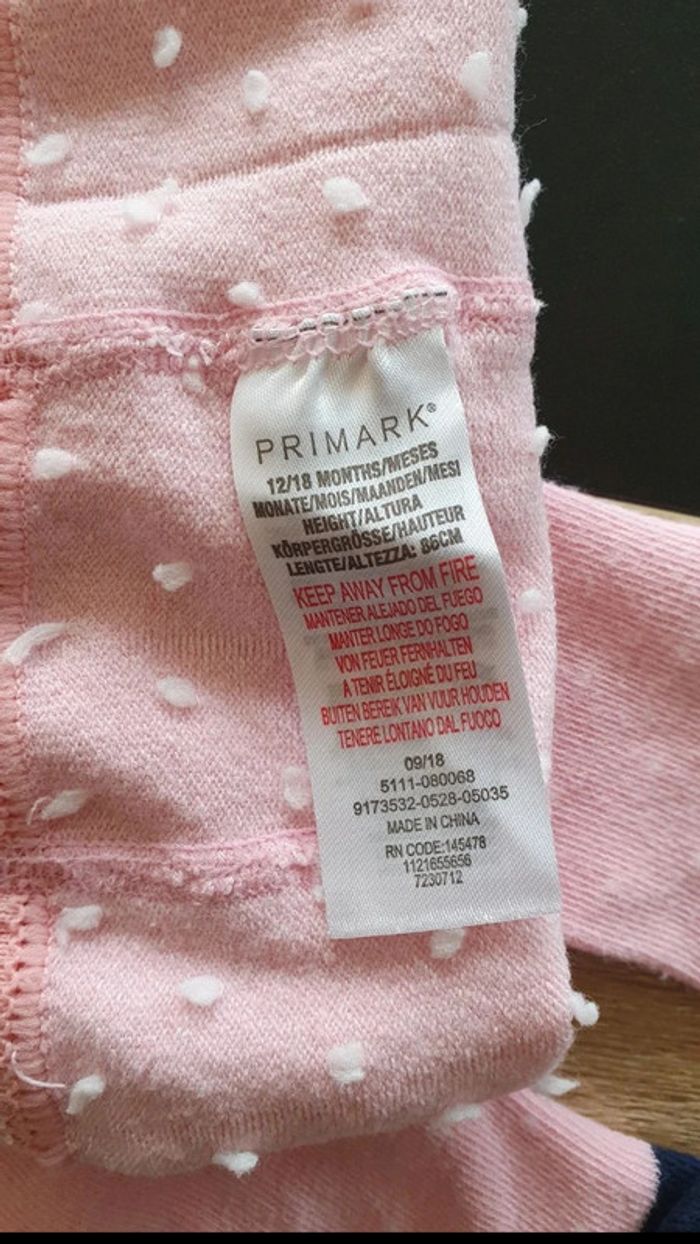 PRIMARK®
12/18 MONTHS/MESES
MONATE/MOIS/MAANDEN/MESI
HEIGHT/ALTURA
KÖRPERGRÖSSE/HAUTEUR
LENGTE/ALTEZZA: 86CM
KEEP AWAY FROM FIRE
MANTENER ALEJADO DEL FUEGO
MANTER LONGE DO FOGO
VON FEUER FERNHALTEN
À TENIR ÉLOIGNÉ DU FEU
BUITEN BEREIK VAN VUUR HOUDEN
TENERE LONTANO DAL FUOCO
09/18
5111-080068
9173532-0528-05035
MADE IN CHINA
RN CODE:145478
1121655656
7230712